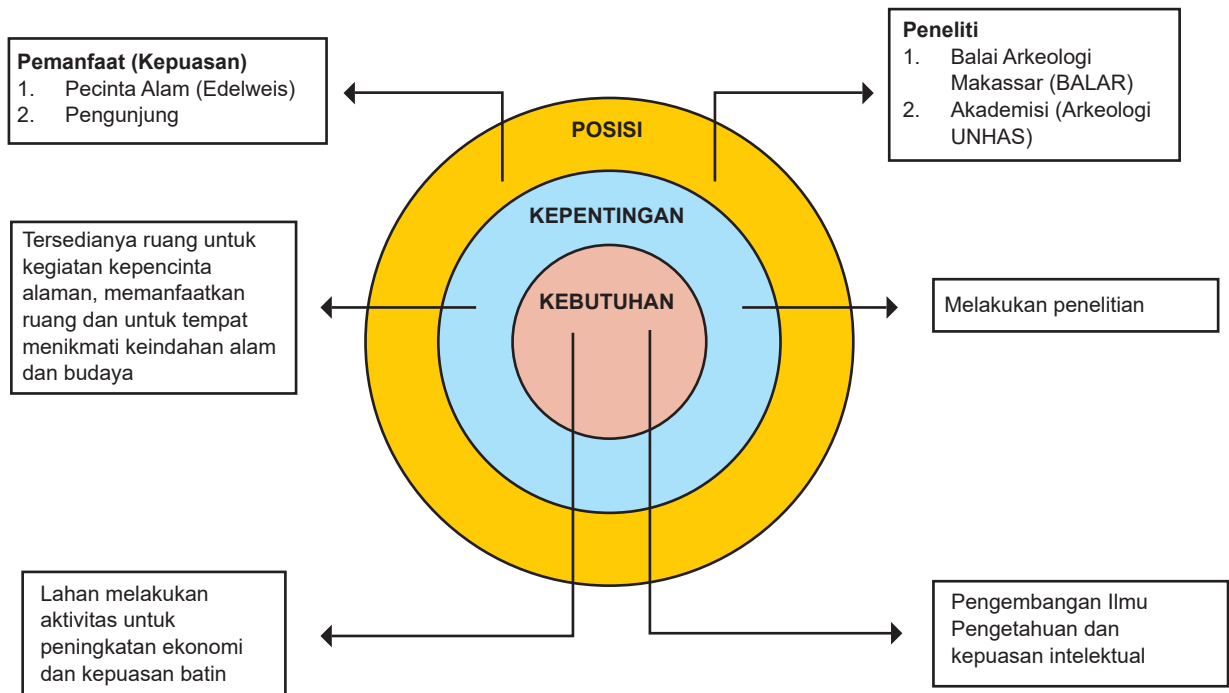 Pemanfaat (Kepuasan)
1. Pecinta Alam (Edelweis)
2. Pengunjung
Peneliti
1. Balai Arkeologi
Makassar (BALAR)
2. Akademisi (Arkeologi
UNHAS)
POSISI
KEPENTINGAN
KEBUTUHAN
Tersedianya ruang untuk
kegiatan kepencinta
alaman, memanfaatkan
ruang dan untuk tempat
menikmati keindahan alam
dan budaya
Melakukan penelitian
Lahan melakukan
aktivitas untuk
peningkatan ekonomi
dan kepuasan batin
Pengembangan Ilmu
Pengetahuan dan
kepuasan intelektual